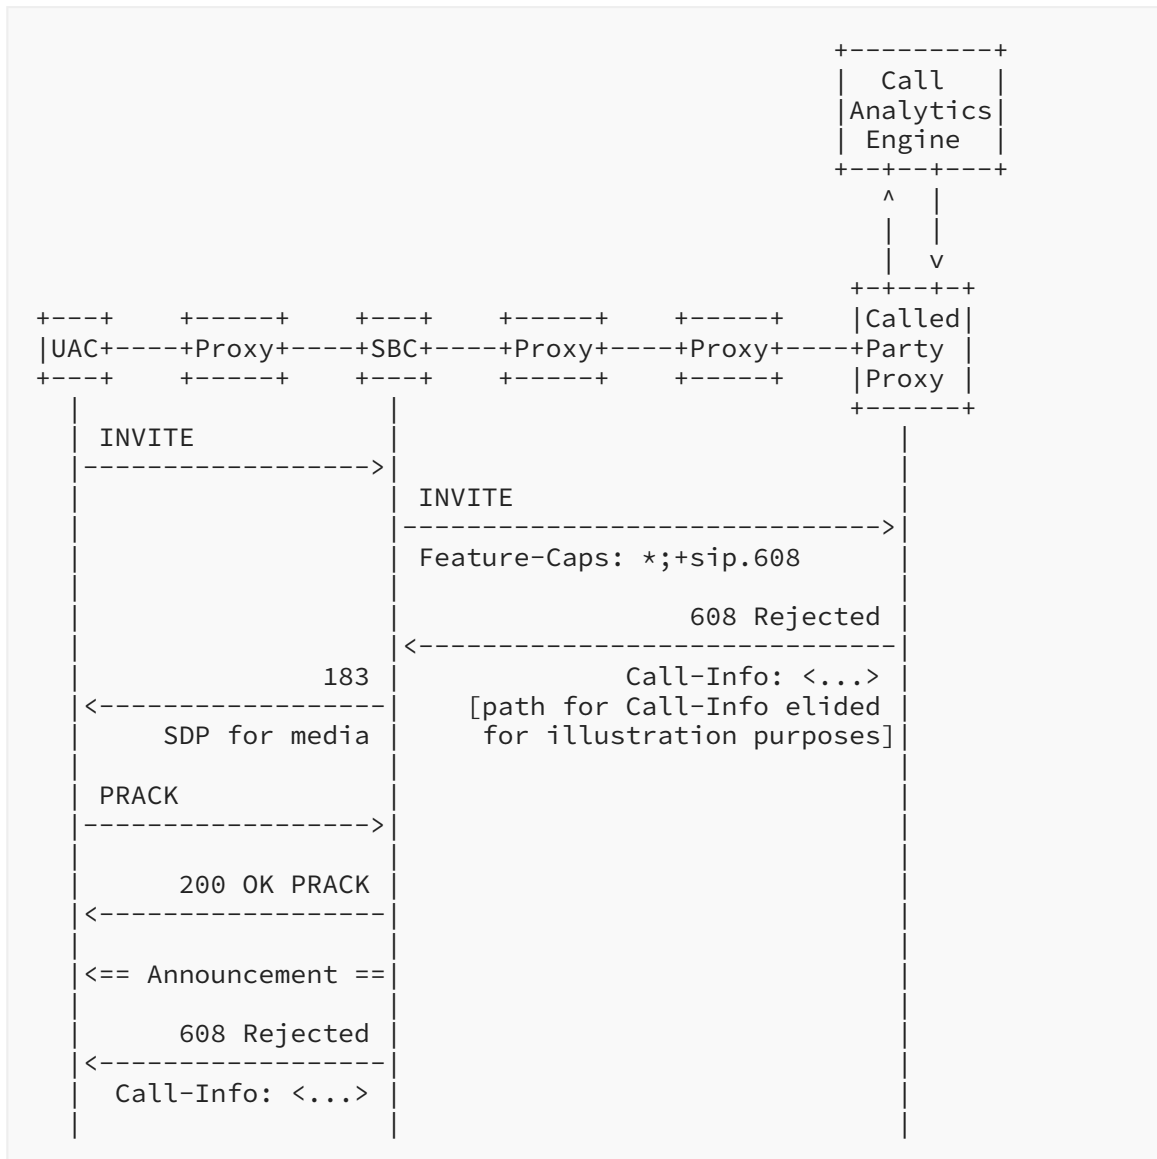 Call
Analytics
Engine
Called
UAC Proxy SBC Proxy Proxy Party
Proxy
INVITE
INVITE
Feature-Caps: *;+sip.608
608 Rejected
183 Call-Info: <...>
[path for Call-Info elided
SDP for media for illustration purposes]
PRACK
200 OK PRACK
<== Announcement ==
608 Rejected
Call-Info: <...>